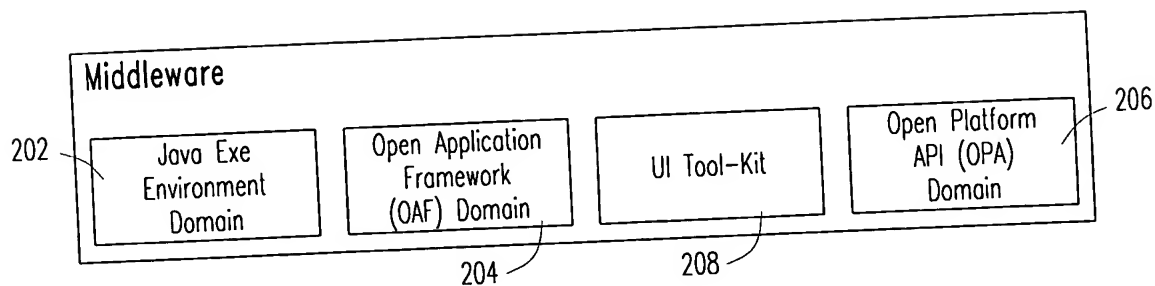 Middleware
202
Java Exe
Environment
Domain
Open Application
Framework
(OAF) Domain
204
UI Tool-Kit
208
Open Platform
API (OPA)
Domain
206